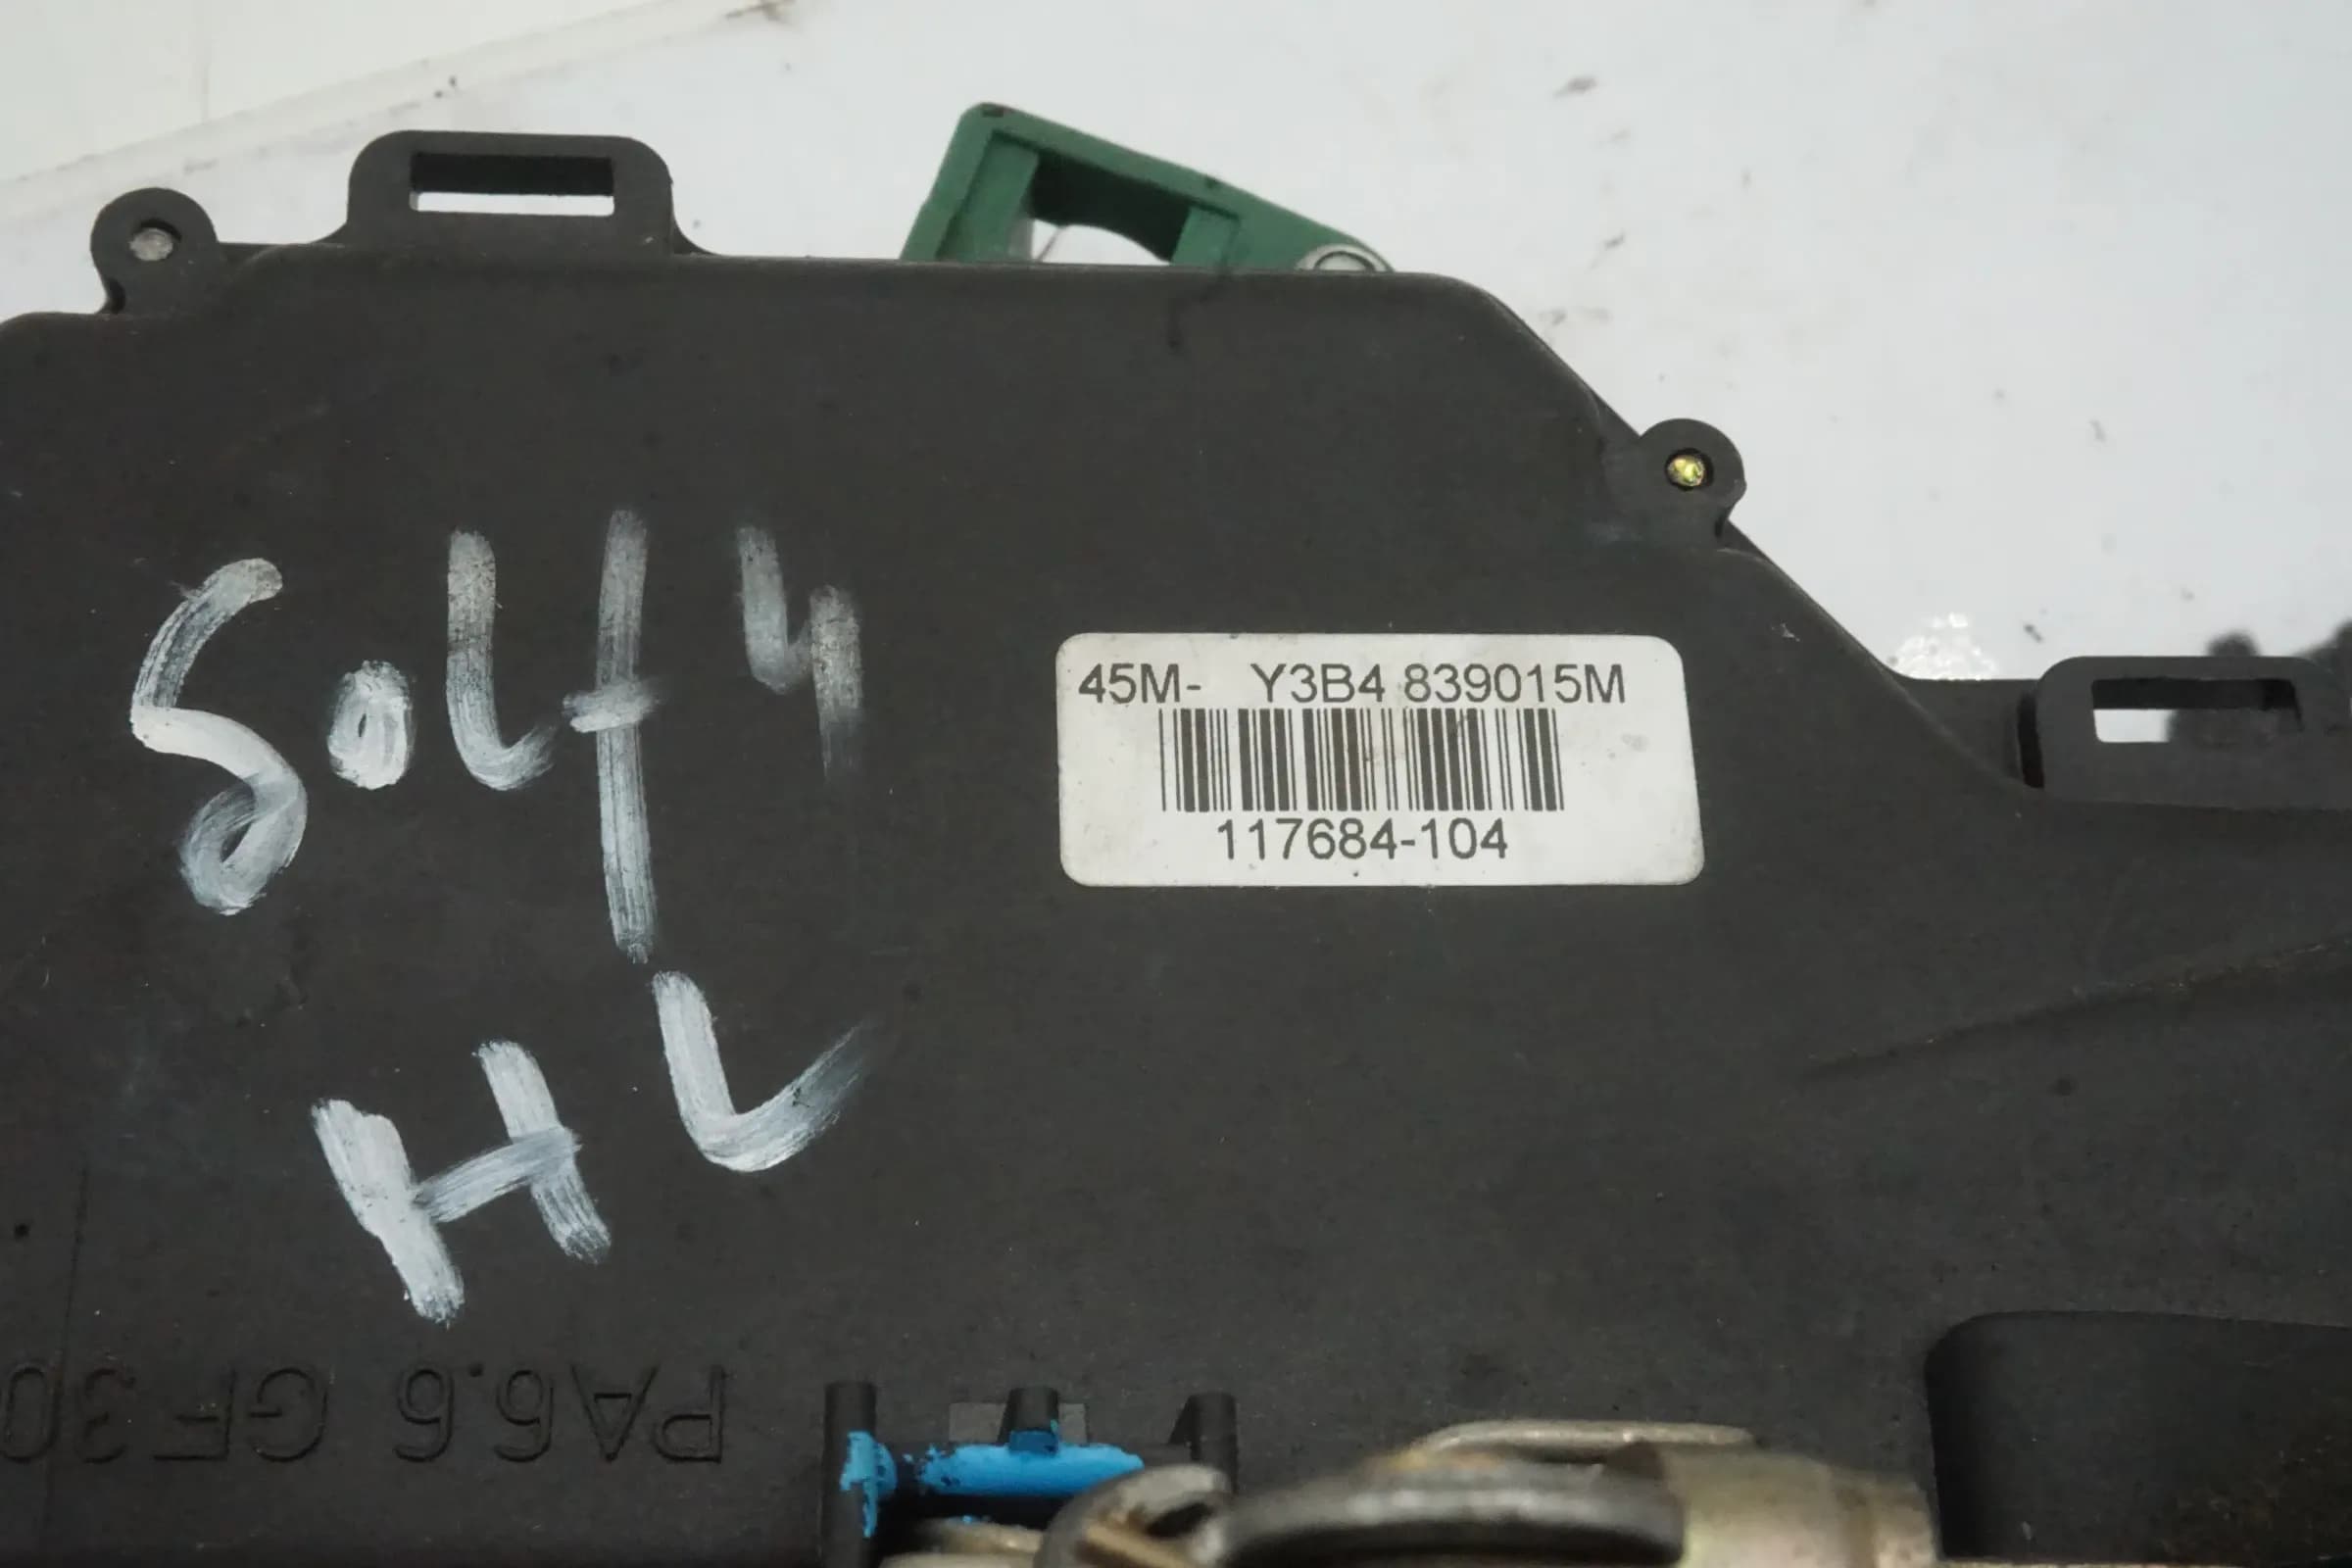 Golf 4
HL
45M- Y3B4 839015M
117684-104
PA6.6 GF30